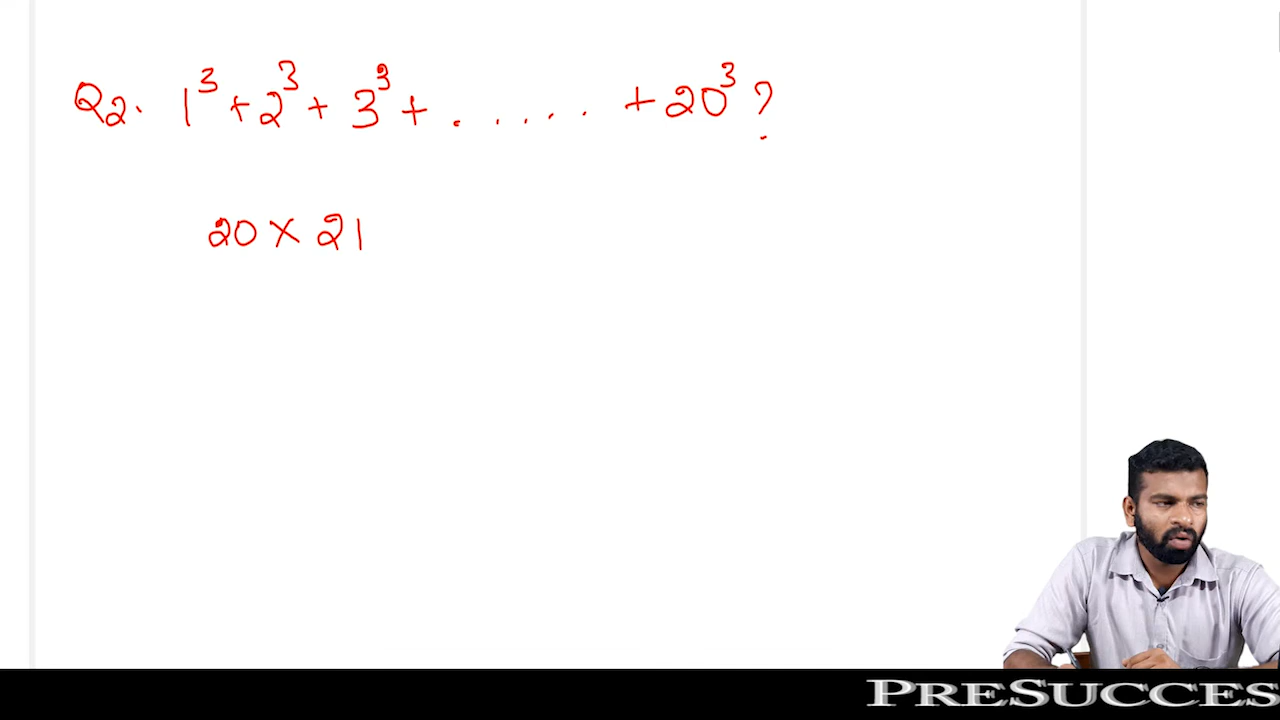 Q2. 1³ + 2³ + 3³ + ..... + 20³ ?
20 × 21
PRESUCCES